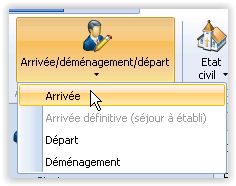 Arrivée/déménagement/départ
Etat
civil
Arrivée
Arrivée définitive (séjour à établi)
Départ
Déménagement